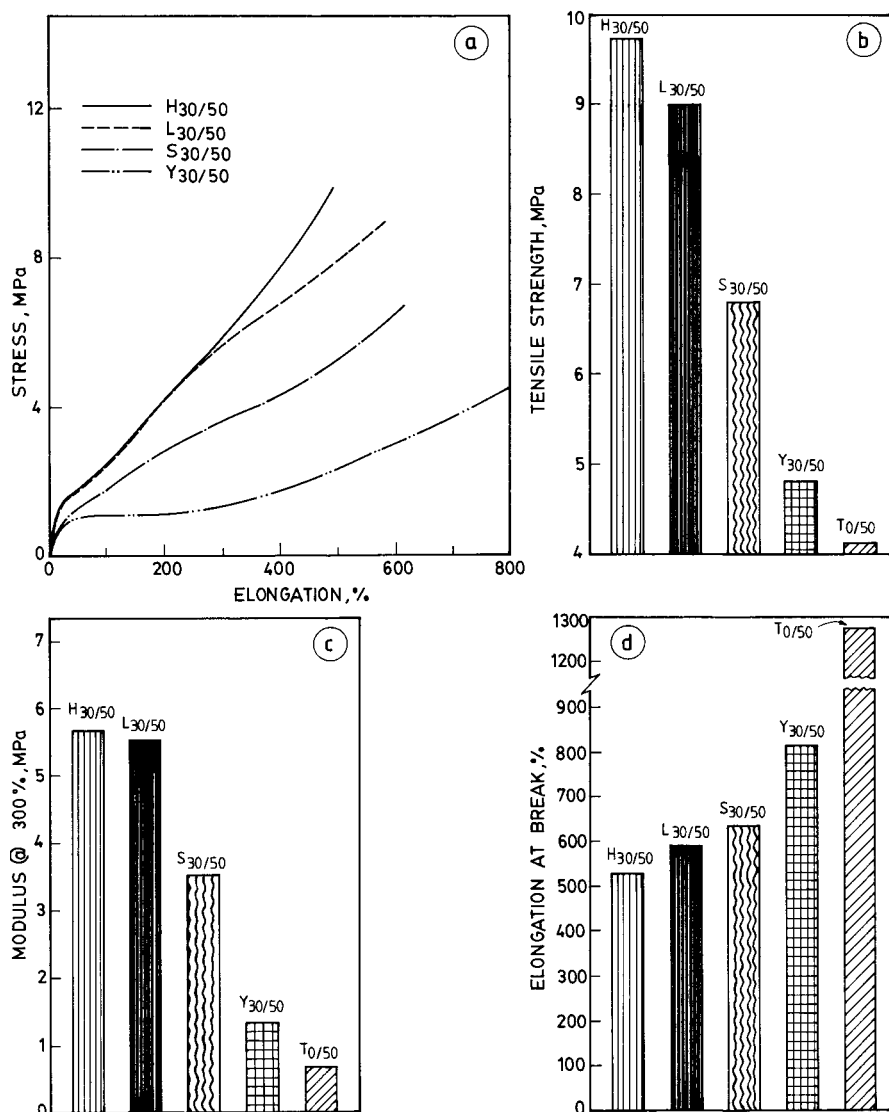 a
STRESS, MPa
12
8
4
0
H30/50
L30/50
S30/50
Y30/50
0
200
400
600
800
ELONGATION, %
b
TENSILE STRENGTH, MPa
10
9
8
7
6
5
4
H30/50
L30/50
S30/50
Y30/50
T0/50
c
MODULUS @ 300 %, MPa
7
6
5
4
3
2
1
0
H30/50
L30/50
S30/50
Y30/50
T0/50
d
ELONGATION AT BREAK, %
1300
1200
900
800
700
600
500
400
300
200
100
0
H30/50
L30/50
S30/50
Y30/50
T0/50